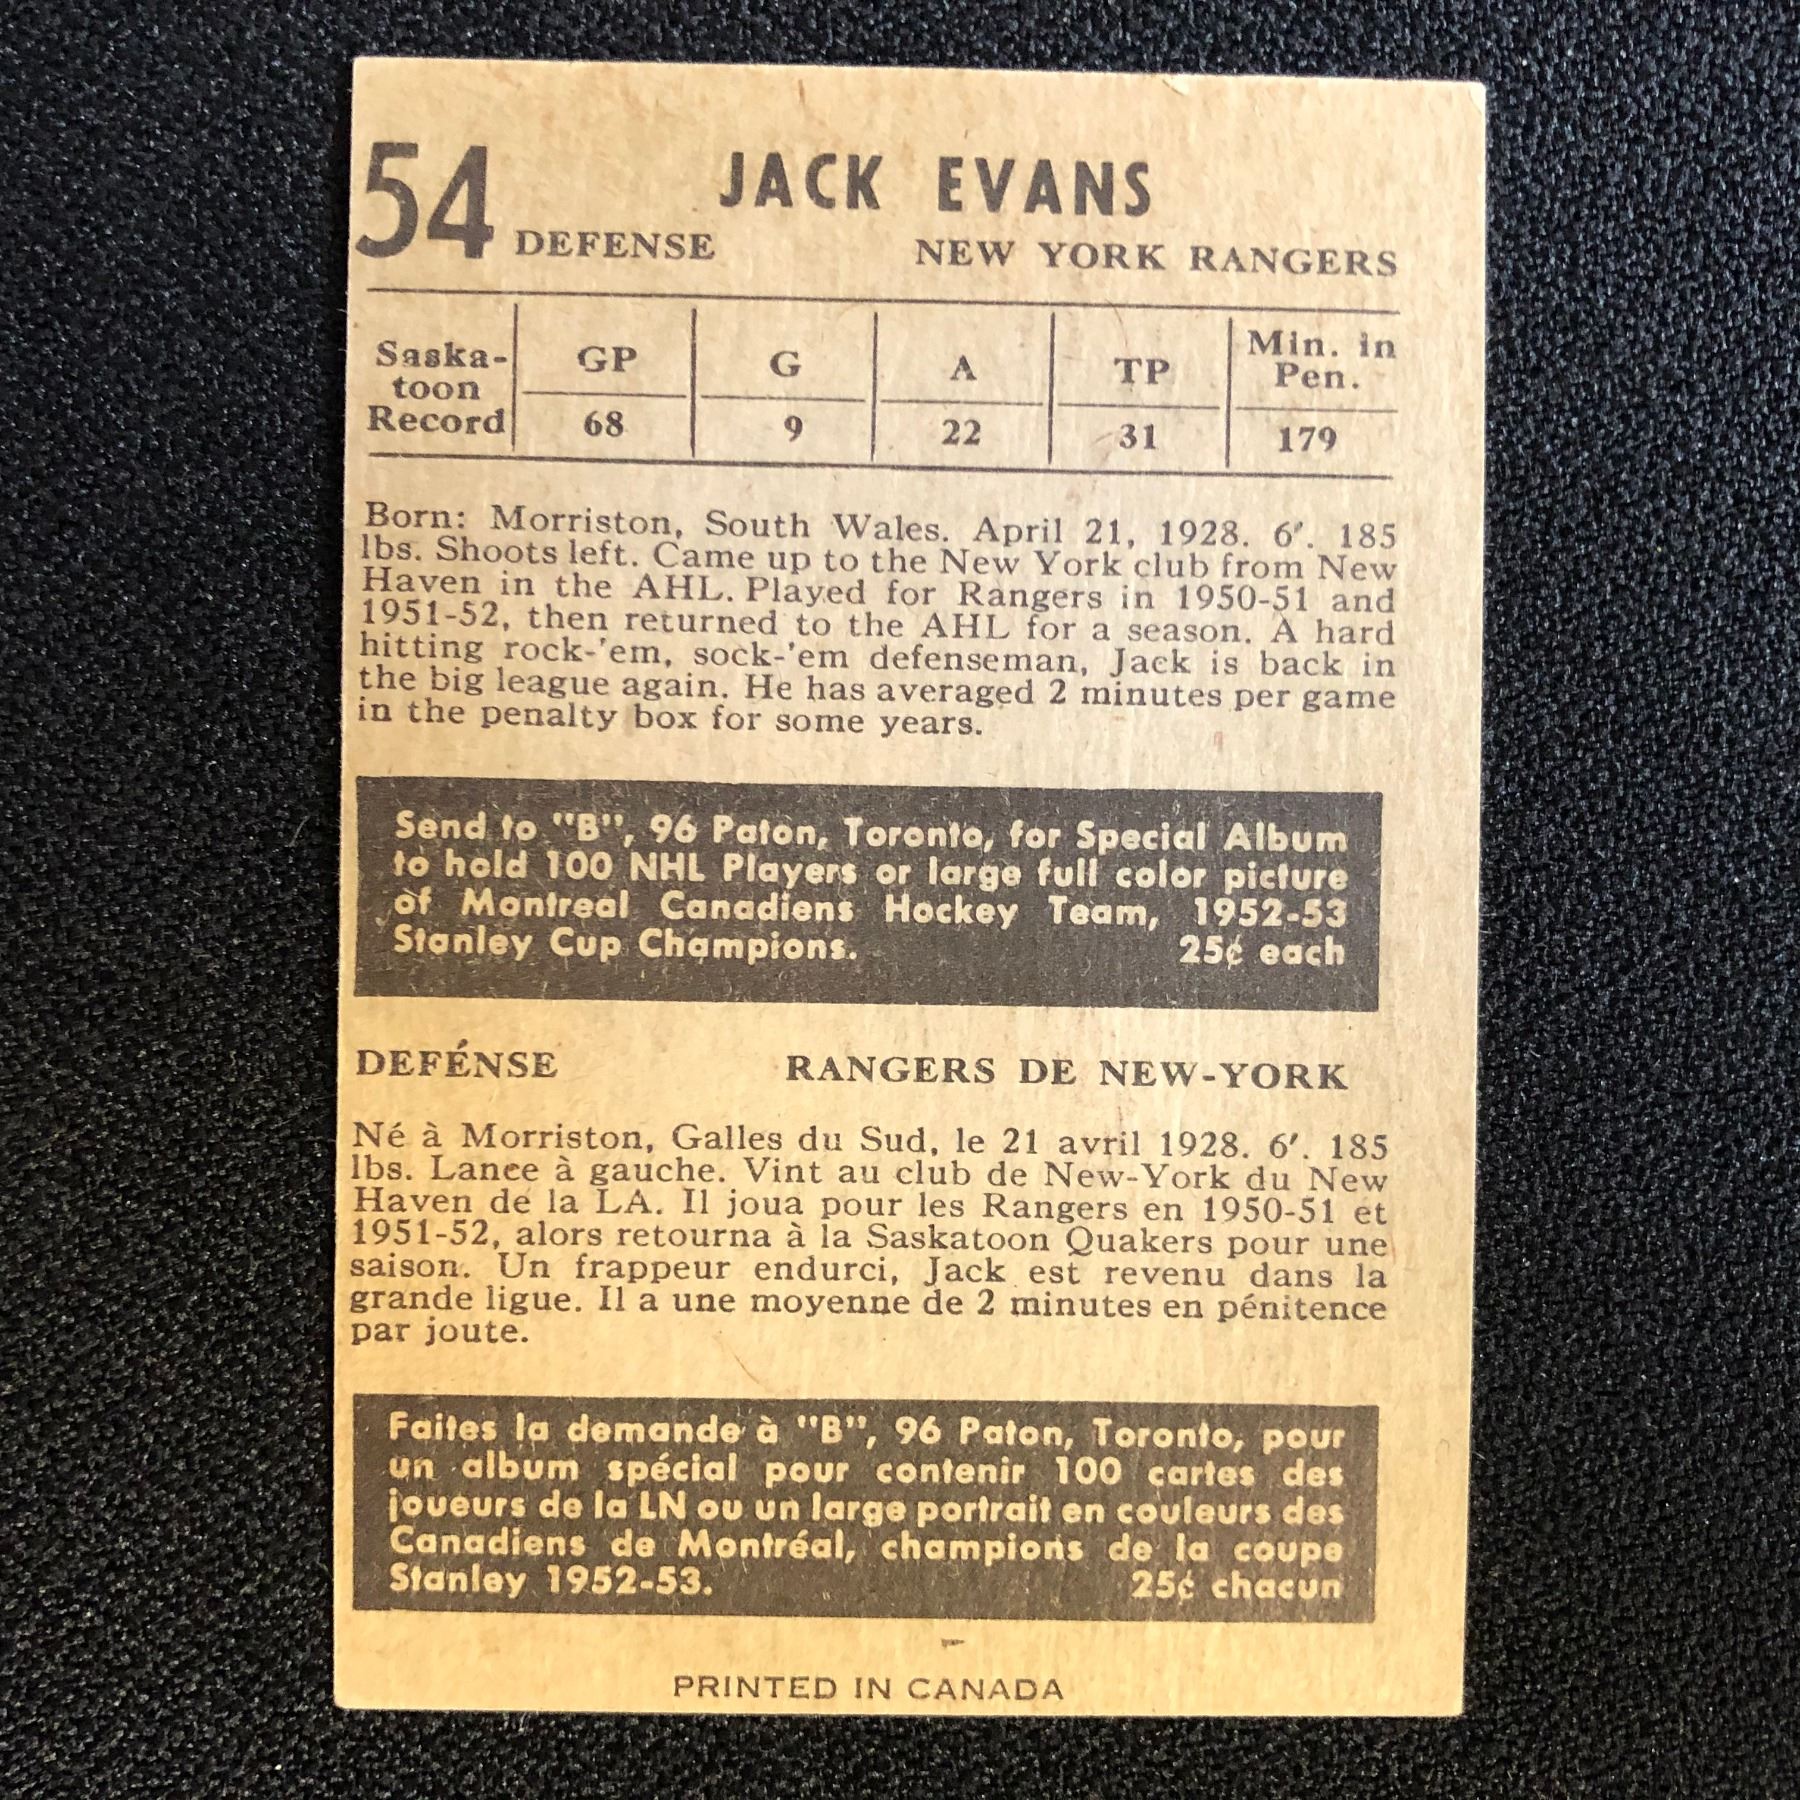 54
JACK EVANS
DEFENSE NEW YORK RANGERS
Saska- GP G A TP Min. in
toon Pen.
Record 68 9 22 31 179
Born: Morriston, South Wales. April 21, 1928. 6′. 185
lbs. Shoots left. Came up to the New York club from New
Haven in the AHL. Played for Rangers in 1950-51 and
1951-52, then returned to the AHL for a season. A hard
hitting rock-'em, sock-'em defenseman, Jack is back in
the big league again. He has averaged 2 minutes per game
in the penalty box for some years.
Send to "B", 96 Paton, Toronto, for Special Album
to hold 100 NHL Players or large full color picture
of Montreal Canadiens Hockey Team, 1952-53
Stanley Cup Champions. 25¢ each
DEFÉNSE RANGERS DE NEW-YORK
Né à Morriston, Galles du Sud, le 21 avril 1928. 6′. 185
lbs. Lance à gauche. Vint au club de New-York du New
Haven de la LA. Il joua pour les Rangers en 1950-51 et
1951-52, alors retourna à la Saskatoon Quakers pour une
saison. Un frappeur endurci, Jack est revenu dans la
grande ligue. Il a une moyenne de 2 minutes en pénitence
par joute.
Faites la demande à "B", 96 Paton, Toronto, pour
un album spécial pour contenir 100 cartes des
joueurs de la LN ou un large portrait en couleurs des
Canadiens de Montréal, champions de la coupe
Stanley 1952-53. 25¢ chacun
PRINTED IN CANADA